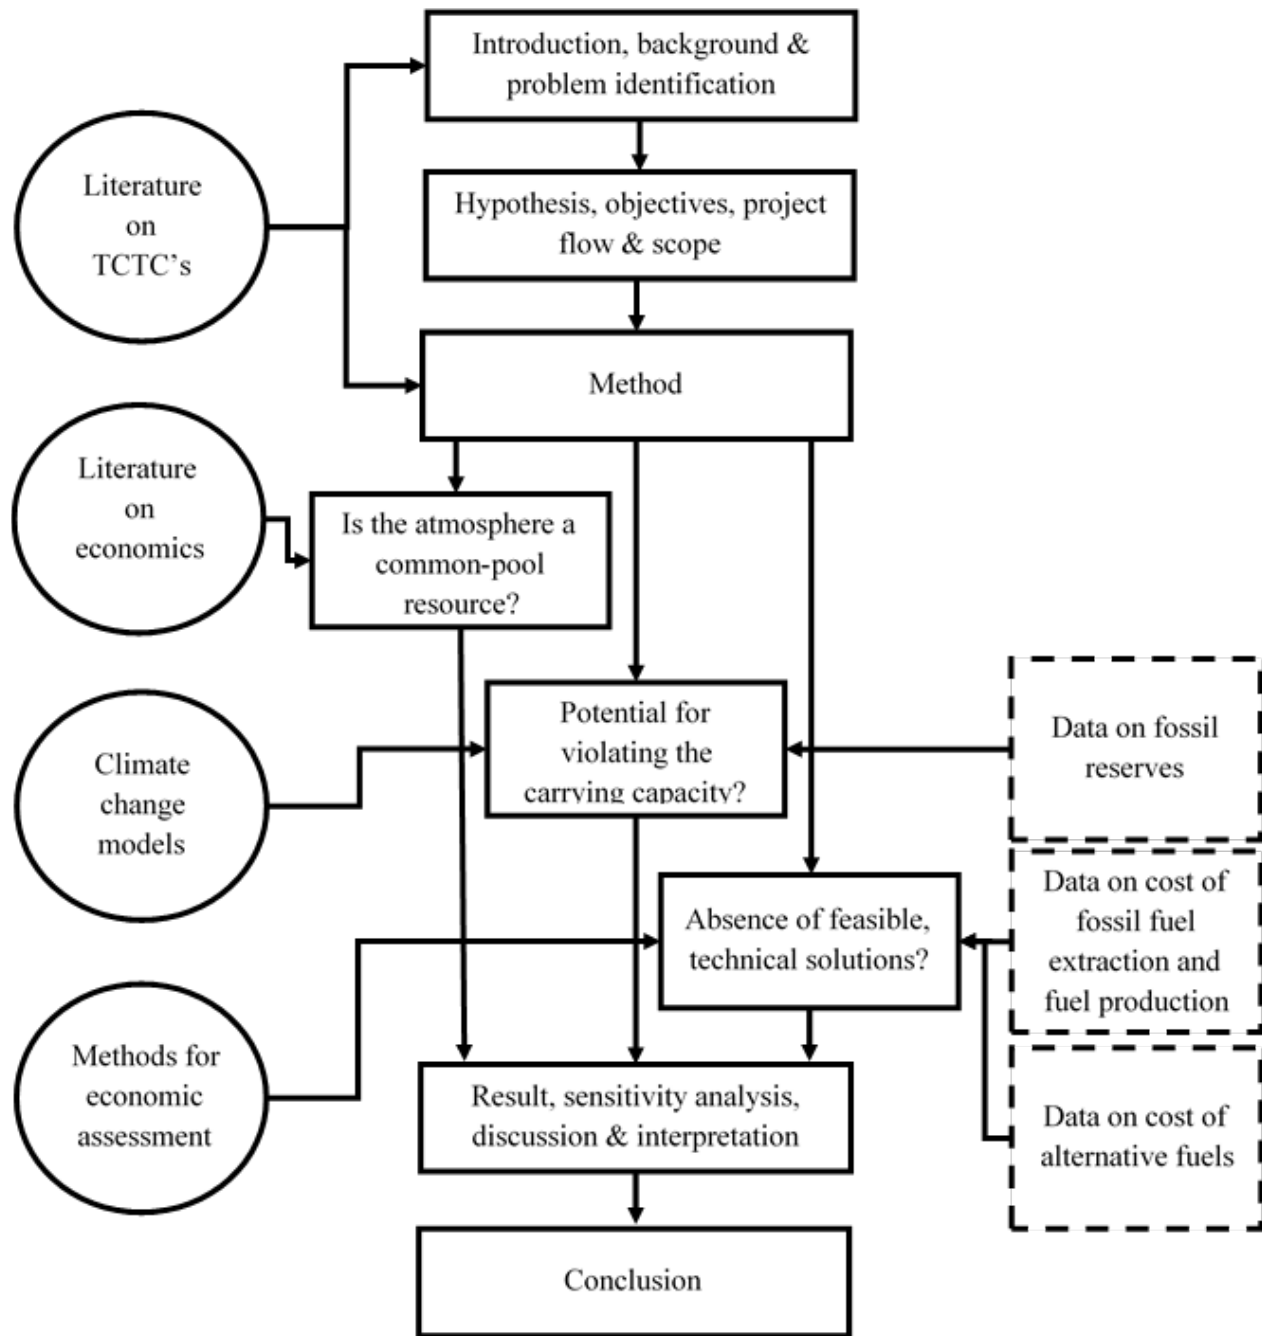 Introduction, background &
problem identification
Literature
on
TCTC’s
Hypothesis, objectives, project
flow & scope
Method
Literature
on
economics
Is the atmosphere a
common-pool
resource?
Climate
change
models
Potential for
violating the
carrying capacity?
Data on fossil
reserves
Absence of feasible,
technical solutions?
Data on cost of
fossil fuel
extraction and
fuel production
Methods for
economic
assessment
Result, sensitivity analysis,
discussion & interpretation
Data on cost of
alternative fuels
Conclusion